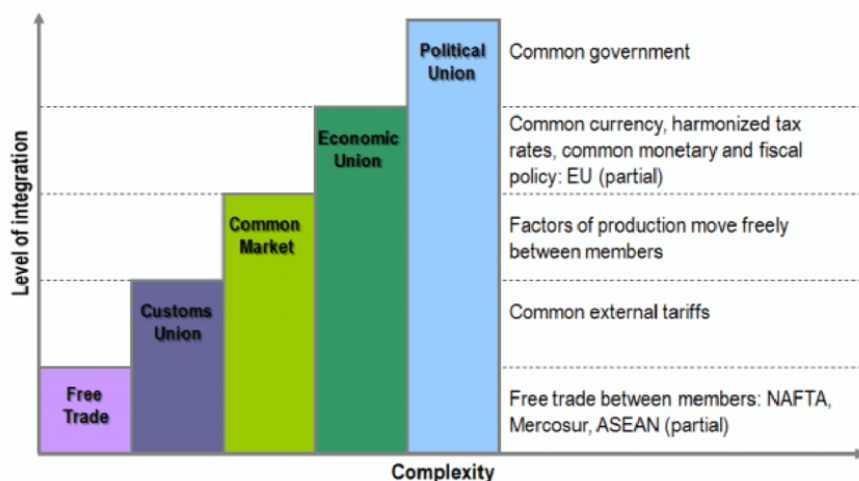 Political
Union
Common government
Economic
Union
Common currency, harmonized tax
rates, common monetary and fiscal
policy: EU (partial)
Common
Market
Factors of production move freely
between members
Customs
Union
Common external tariffs
Free
Trade
Free trade between members: NAFTA,
Mercosur, ASEAN (partial)
Level of integration
Complexity